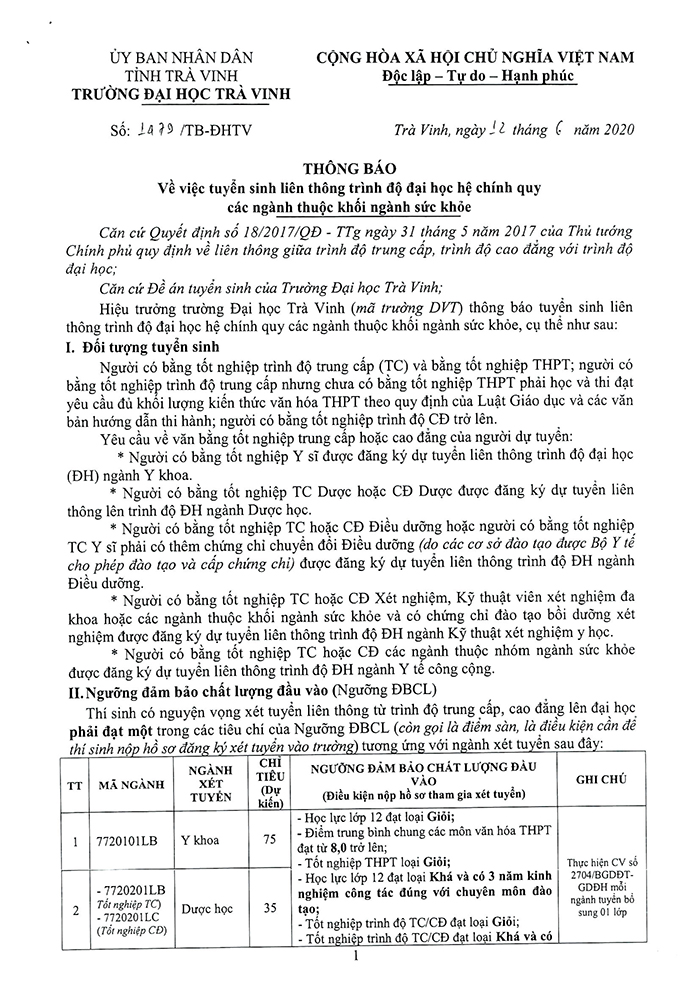 ỦY BAN NHÂN DÂN
TỈNH TRÀ VINH
TRƯỜNG ĐẠI HỌC TRÀ VINH
CỘNG HÒA XÃ HỘI CHỦ NGHĨA VIỆT NAM
Độc lập – Tự do – Hạnh phúc
Số: 1479 /TB-ĐHTV
Trà Vinh, ngày 12 tháng 6 năm 2020
THÔNG BÁO
Về việc tuyển sinh liên thông trình độ đại học hệ chính quy
các ngành thuộc khối ngành sức khỏe
Căn cứ Quyết định số 18/2017/QĐ - TTg ngày 31 tháng 5 năm 2017 của Thủ tướng
Chính phủ quy định về liên thông giữa trình độ trung cấp, trình độ cao đẳng với trình độ
đại học;
Căn cứ Đề án tuyển sinh của Trường Đại học Trà Vinh;
Hiệu trưởng trường Đại học Trà Vinh (mã trường DVT) thông báo tuyển sinh liên
thông trình độ đại học hệ chính quy các ngành thuộc khối ngành sức khỏe, cụ thể như sau:
I. Đối tượng tuyển sinh
Người có bằng tốt nghiệp trình độ trung cấp (TC) và bằng tốt nghiệp THPT; người có
bằng tốt nghiệp trình độ trung cấp nhưng chưa có bằng tốt nghiệp THPT phải học và thi đạt
yêu cầu đủ khối lượng kiến thức văn hóa THPT theo quy định của Luật Giáo dục và các văn
bản hướng dẫn thi hành; người có bằng tốt nghiệp trình độ CĐ trở lên.
Yêu cầu về văn bằng tốt nghiệp trung cấp hoặc cao đẳng của người dự tuyển:
* Người có bằng tốt nghiệp Y sĩ được đăng ký dự tuyển liên thông trình độ đại học
(ĐH) ngành Y khoa.
* Người có bằng tốt nghiệp TC Dược hoặc CĐ Dược được đăng ký dự tuyển liên
thông lên trình độ ĐH ngành Dược học.
* Người có bằng tốt nghiệp TC hoặc CĐ Điều dưỡng hoặc người có bằng tốt nghiệp
TC Y sĩ phải có thêm chứng chỉ chuyển đổi Điều dưỡng (do các cơ sở đào tạo được Bộ Y tế
cho phép đào tạo và cấp chứng chỉ) được đăng ký dự tuyển liên thông trình độ ĐH ngành
Điều dưỡng.
* Người có bằng tốt nghiệp TC hoặc CĐ Xét nghiệm, Kỹ thuật viên xét nghiệm đa
khoa hoặc các ngành thuộc khối ngành sức khỏe và có chứng chỉ đào tạo bồi dưỡng xét
nghiệm được đăng ký dự tuyển liên thông trình độ ĐH ngành Kỹ thuật xét nghiệm y học.
* Người có bằng tốt nghiệp TC hoặc CĐ các ngành thuộc nhóm ngành sức khỏe
được đăng ký dự tuyển liên thông trình độ ĐH ngành Y tế công cộng.
II. Ngưỡng đảm bảo chất lượng đầu vào (Ngưỡng ĐBCL)
Thí sinh có nguyện vọng xét tuyển liên thông từ trình độ trung cấp, cao đẳng lên đại học
phải đạt một trong các tiêu chí của Ngưỡng ĐBCL (còn gọi là điểm sàn, là điều kiện cần để
thí sinh nộp hồ sơ đăng ký xét tuyển vào trường) tương ứng với ngành xét tuyển sau đây:
TT
MÃ NGÀNH
NGÀNH
XÉT
TUYỂN
CHỈ
TIÊU
(Dự
kiến)
NGƯỠNG ĐẢM BẢO CHẤT LƯỢNG ĐẦU
VÀO
(Điều kiện nộp hồ sơ tham gia xét tuyển)
GHI CHÚ
1
7720101LB
Y khoa
75
- Học lực lớp 12 đạt loại Giỏi;
- Điểm trung bình chung các môn văn hóa THPT
đạt từ 8,0 trở lên;
- Tốt nghiệp THPT loại Giỏi;
2
- 7720201LB
Tốt nghiệp TC)
- 7720201LC
(Tốt nghiệp CĐ)
Dược học
35
- Học lực lớp 12 đạt loại Khá và có 3 năm kinh
nghiệm công tác đúng với chuyên môn đào
tạo;
- Tốt nghiệp trình độ TC/CĐ đạt loại Giỏi;
- Tốt nghiệp trình độ TC/CĐ đạt loại Khá và có
Thực hiện CV số
2704/BGDĐT-
GDĐH mỗi
ngành tuyển bổ
sung 01 lớp
1